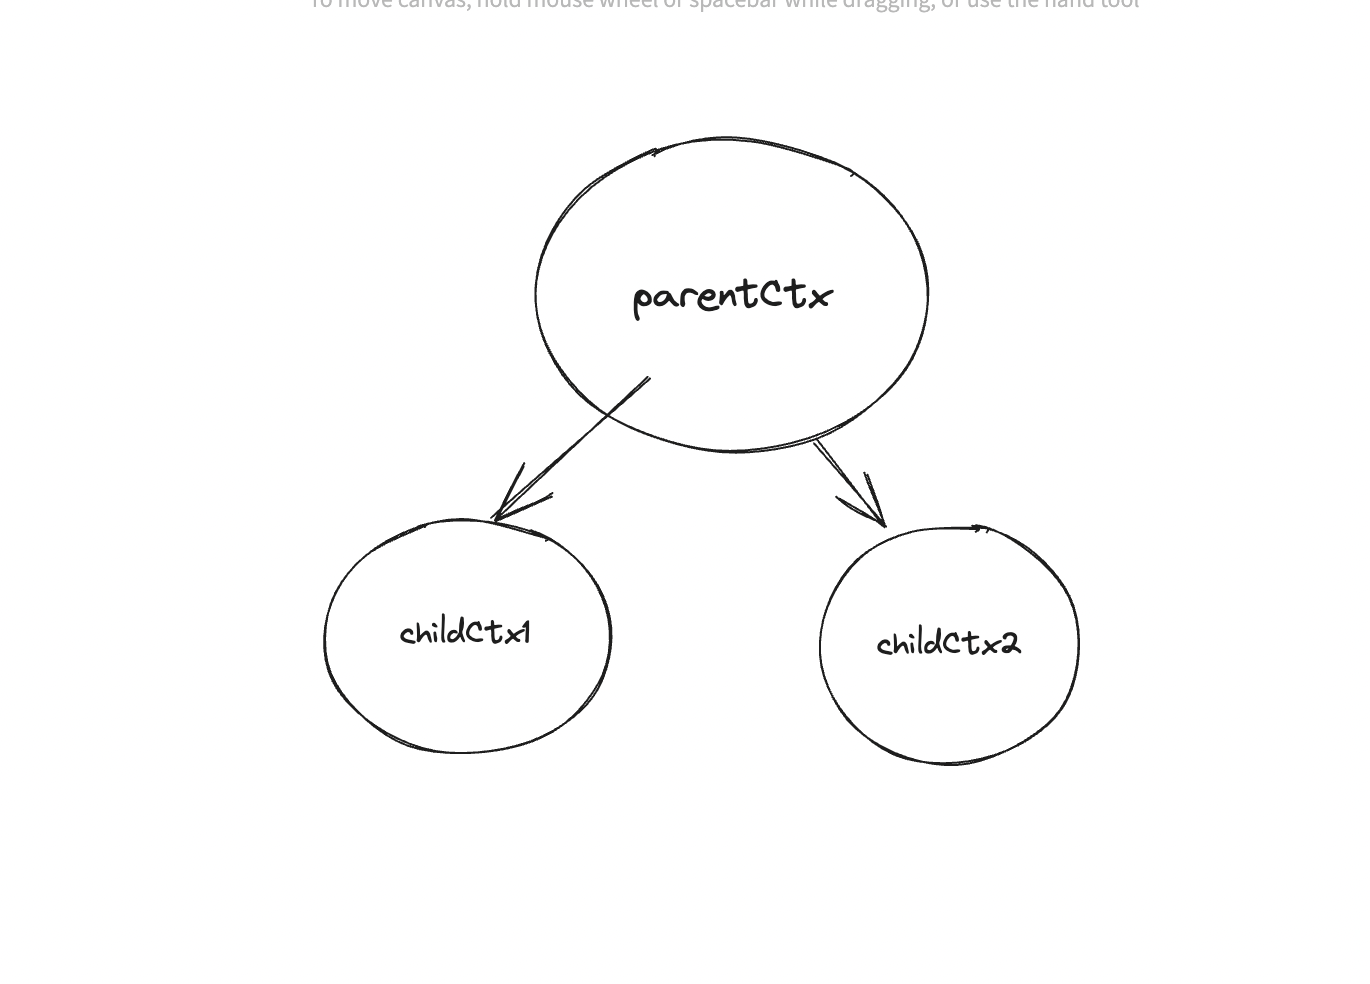 To move canvas, hold mouse wheel or spacebar while dragging, or use the hand tool
parentCtx
childCtx1
childCtx2